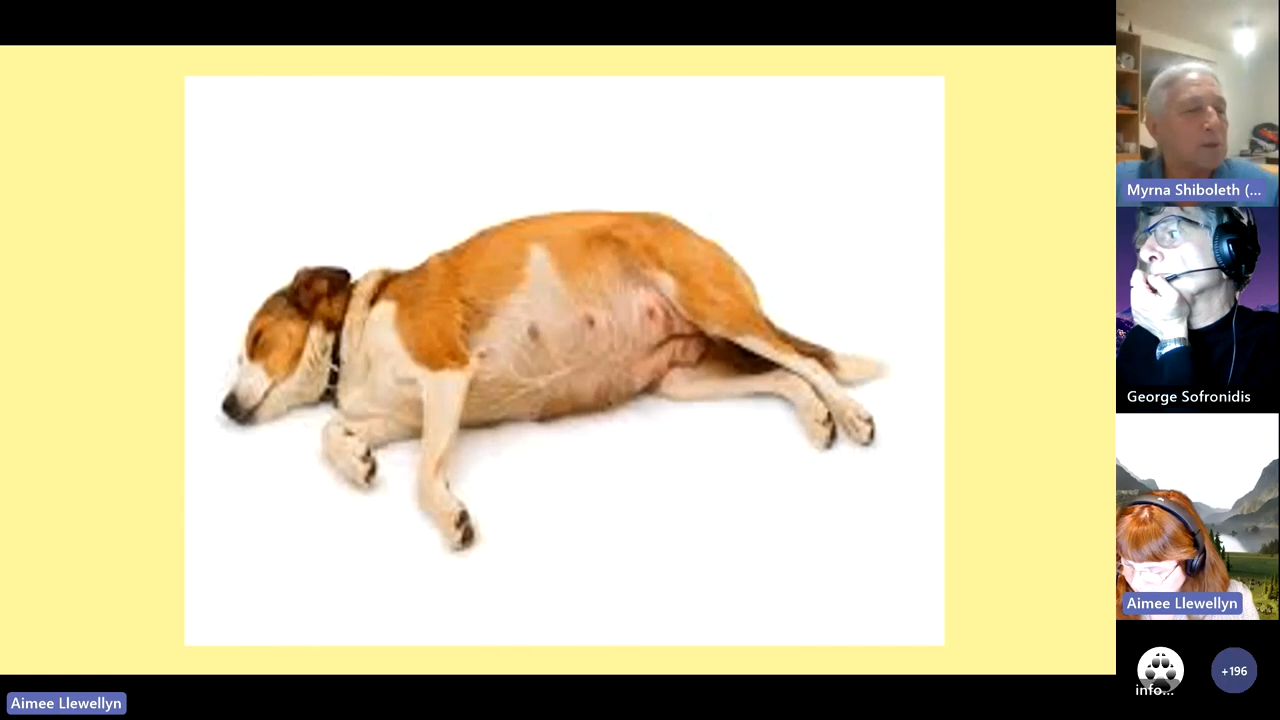 Myrna Shiboleth (...
George Sofronidis
Aimee Llewellyn
info...
+196
Aimee Llewellyn